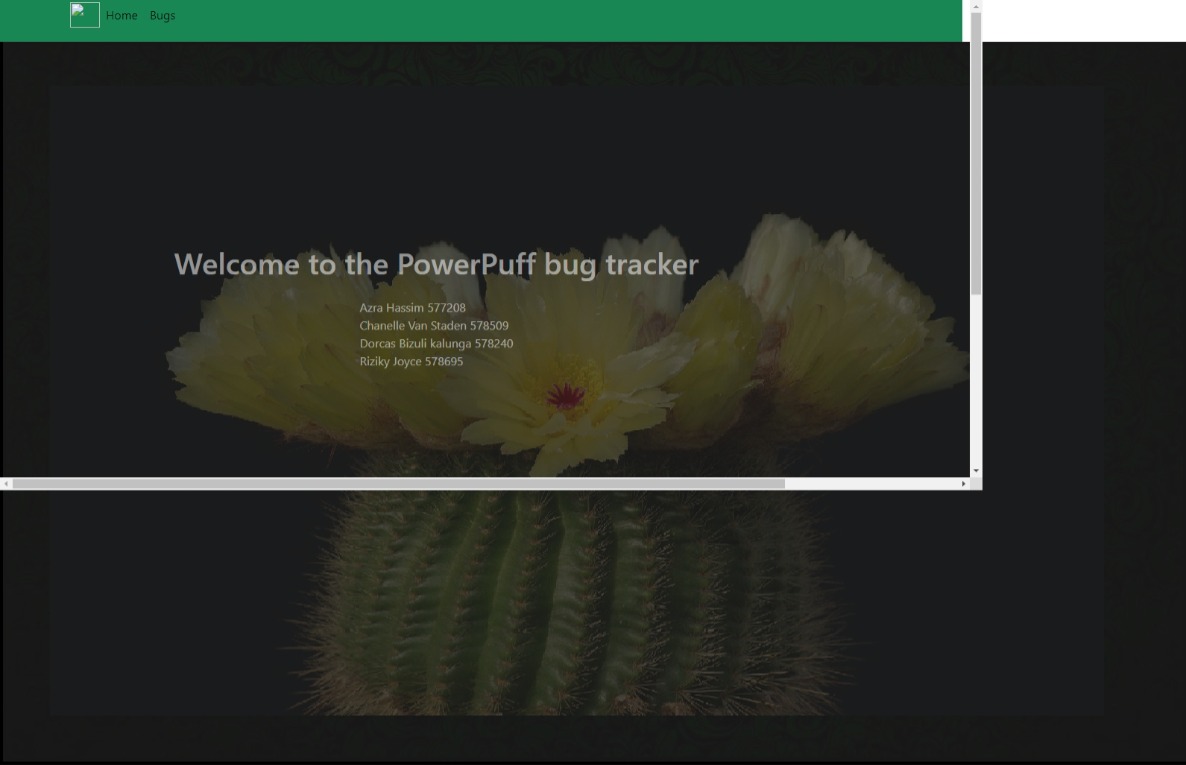 Home Bugs
Welcome to the PowerPuff bug tracker
Azra Hassim 577208
Chanelle Van Staden 578509
Dorcas Bizuli kalunga 578240
Riziky Joyce 578695